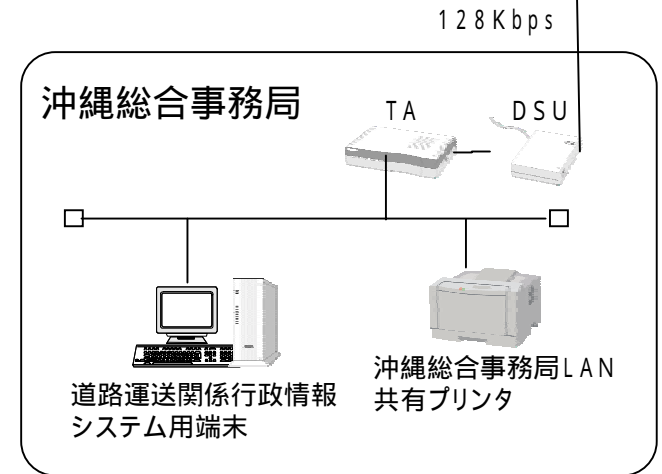 128Kbps
沖縄総合事務局
TA
DSU
道路運送関係行政情報
システム用端末
沖縄総合事務局LAN
共有プリンタ